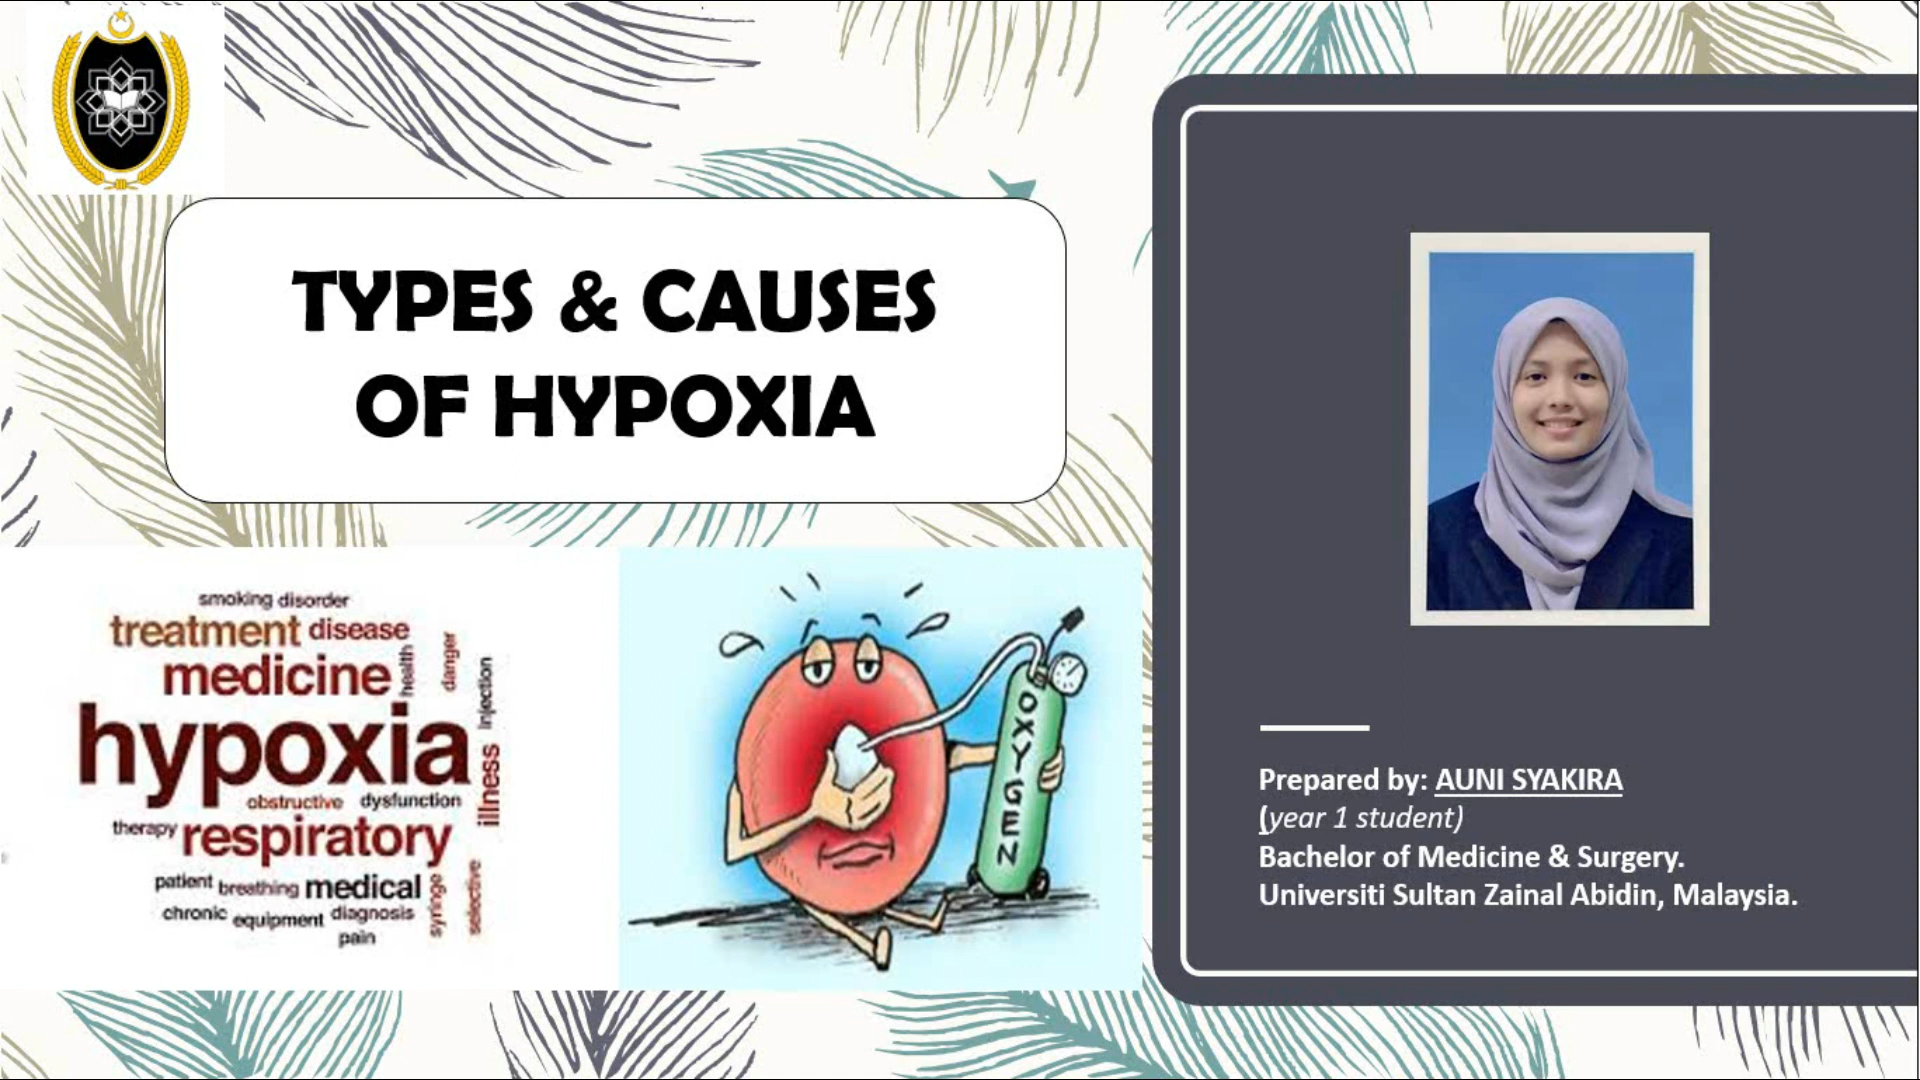 TYPES & CAUSES
OF HYPOXIA
smoking disorder
treatment disease
medicine
health
danger
injection
hypoxia
illness
obstructive dysfunction
therapy respiratory
patient breathing medical
chronic equipment diagnosis
pain
syringe
selective
OXYGEN
Prepared by: AUNI SYAKIRA
(year 1 student)
Bachelor of Medicine & Surgery.
Universiti Sultan Zainal Abidin, Malaysia.